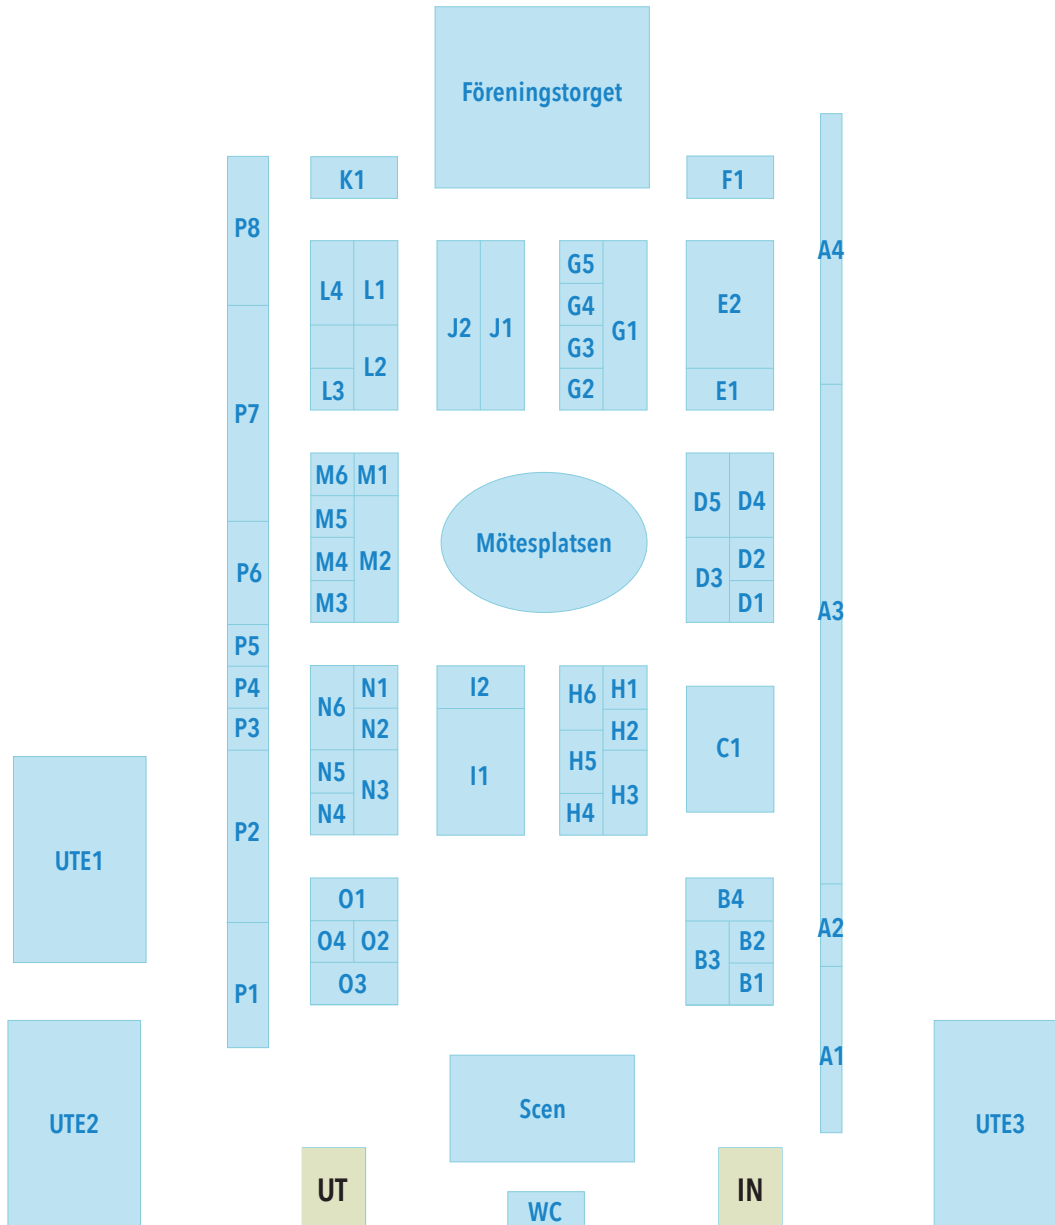 Föreningstorget
K1
F1
P8
A4
L4
L1
J2
J1
G5
G4
G3
G2
G1
E2
E1
L2
L3
P7
M6
M1
M5
M4
M3
M2
Mötesplatsen
D5
D4
D3
D2
D1
P6
A3
P5
P4
P3
N6
N1
N2
N5
N4
N3
I2
I1
H6
H1
H2
H5
H4
H3
C1
P2
UTE1
O1
O4
O2
O3
B4
B3
B2
B1
A2
P1
A1
UTE2
Scen
UTE3
UT
IN
WC